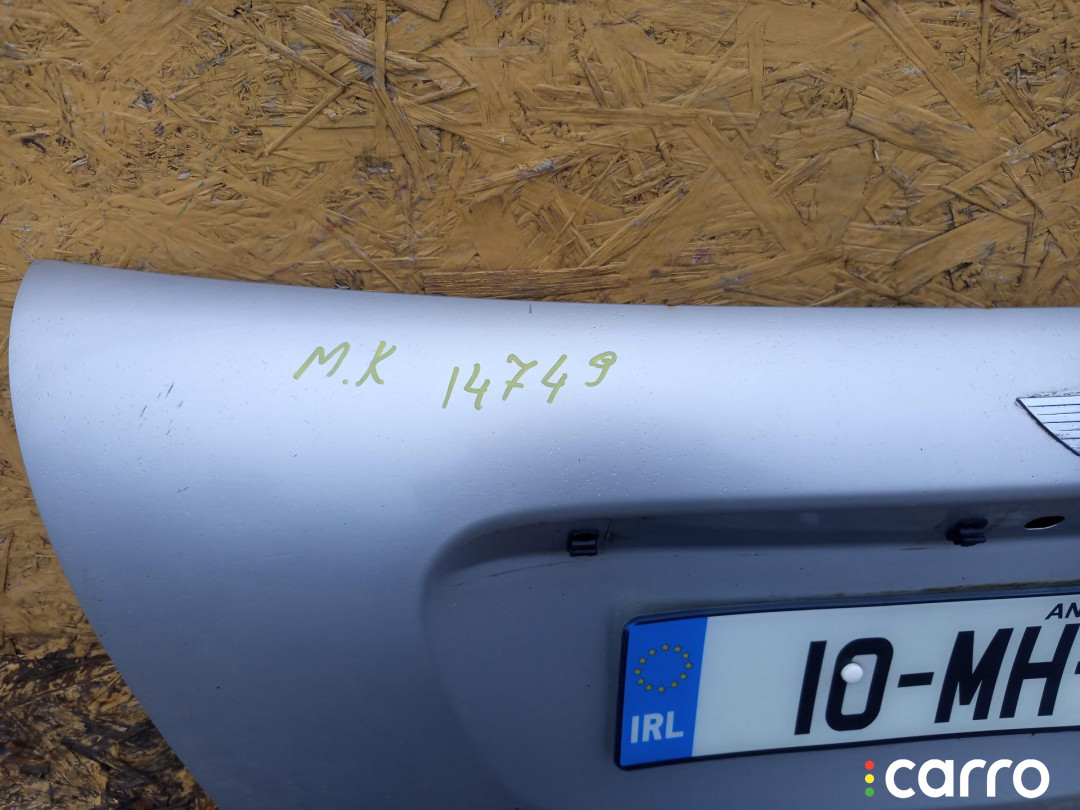 M.K 14749
AN
IRL 10-MH-
carro